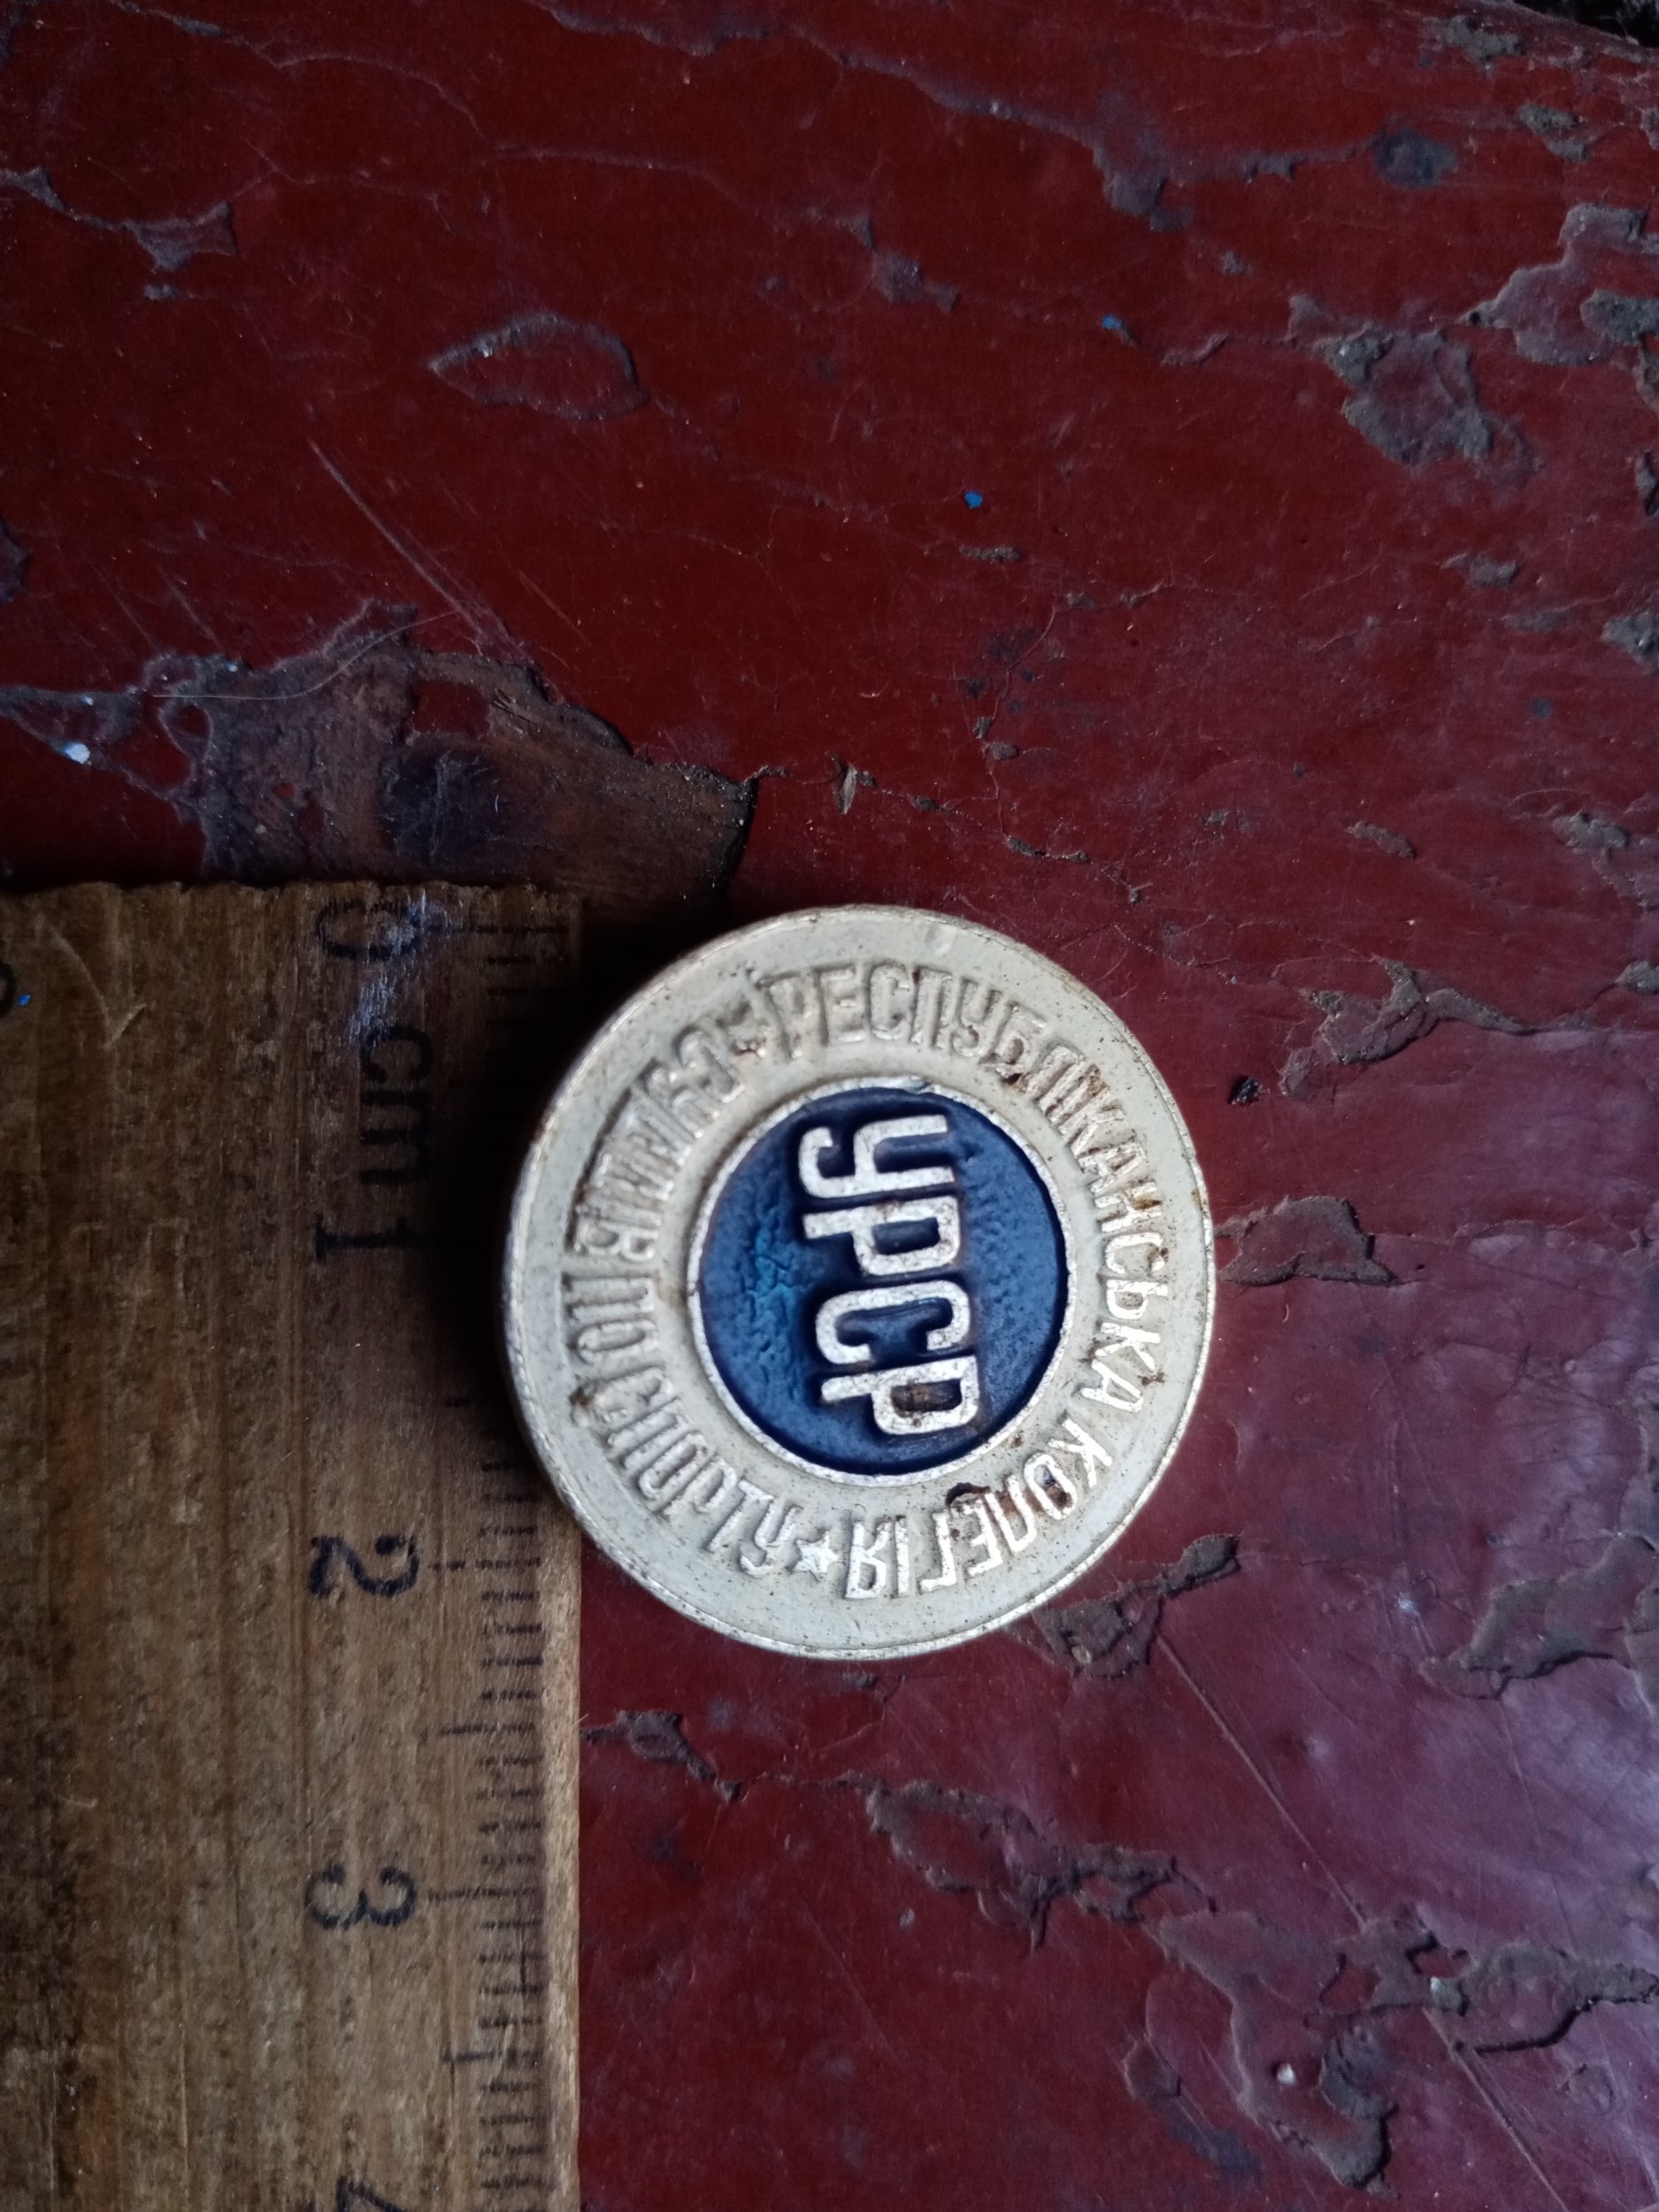 РЕСПУБЛІКАНСЬКА КОЛЕГІЯ
СУДДІВ ПО СПОРТУ
УРСР
0 cm 1 2 3